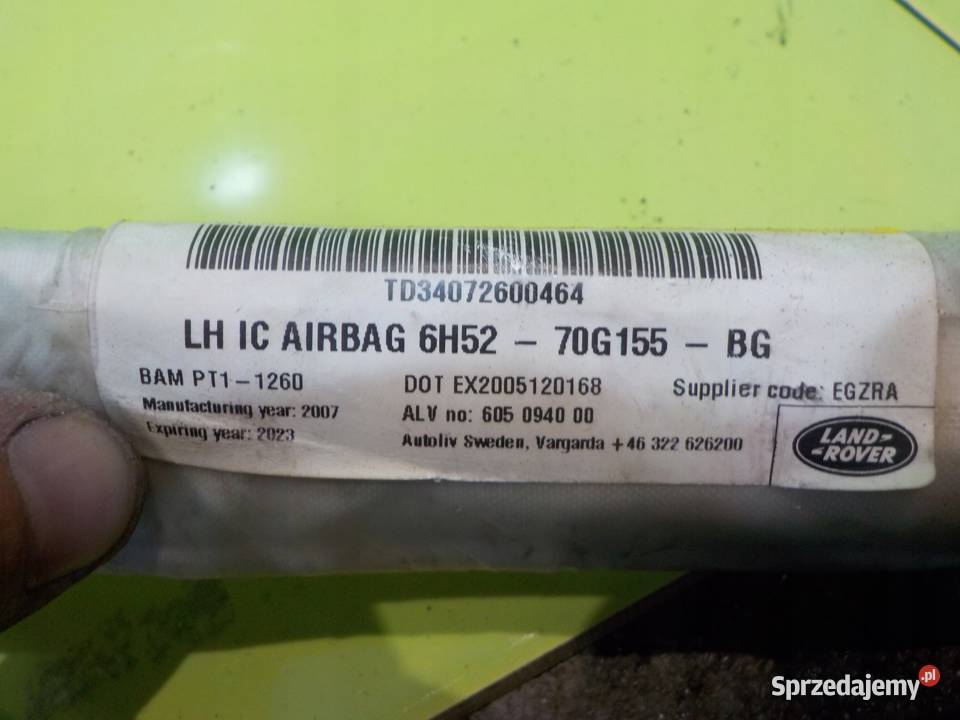 TD34072600464
LH IC AIRBAG 6H52 - 70G155 - BG
BAM PT1-1260 DOT EX2005120168 Supplier code: EGZRA
Manufacturing year: 2007 ALV no: 605 0940 00
Expiring year: 2023 Autoliv Sweden, Vargarda +46 322 626200
LAND-
-ROVER
Sprzedajemy.pl